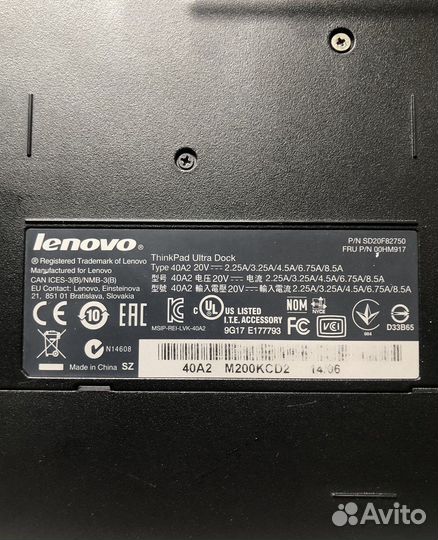 lenovo
® Registered Trademark of Lenovo
Manufactured for Lenovo
CAN ICES-3(B)/NMB-3(B)
EU Contact: Lenovo, Einsteinova
21, 851 01 Bratislava, Slovakia
ThinkPad Ultra Dock
Type 40A2 20V 2.25A/3.25A/4.5A/6.75A/8.5A
型号 40A2 电压 20V 电流 2.25A/3.25A/4.5A/6.75A/8.5A
型號 40A2 輸入電壓 20V 輸入電流 2.25A/3.25A/4.5A/6.75A/8.5A
P/N SD20F82750
FRU P/N 00HM917
CE
10
EAC
MSIP-REI-LVK-40A2
UL
C US LISTED
I.T.E. ACCESSORY
9G17 E177793
NOM
NYCE
VCI
004
D33B65
N14608
Made in China SZ
40A2 M200KCD2 14/06
Avito